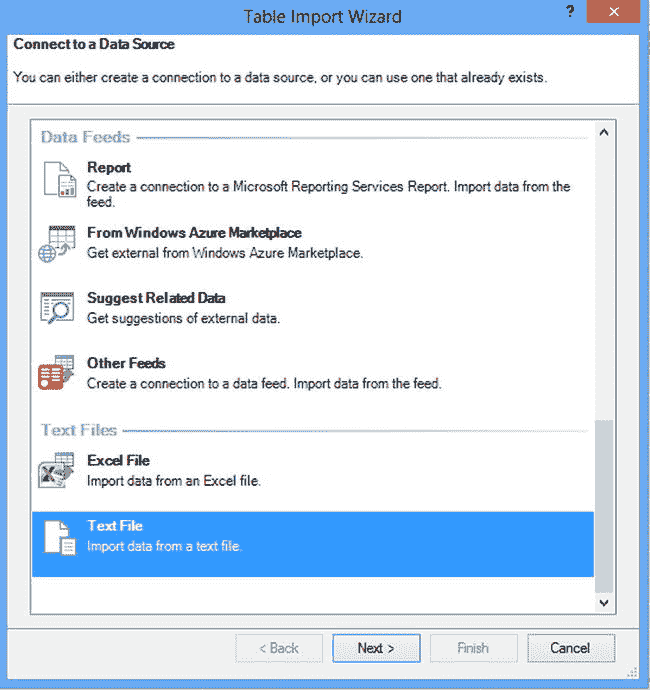 Table Import Wizard
?
Connect to a Data Source
You can either create a connection to a data source, or you can use one that already exists.
Data Feeds
Report
Create a connection to a Microsoft Reporting Services Report. Import data from the
feed.
From Windows Azure Marketplace
Get external from Windows Azure Marketplace.
Suggest Related Data
Get suggestions of external data.
Other Feeds
Create a connection to a data feed. Import data from the feed.
Text Files
Excel File
Import data from an Excel file.
Text File
Import data from a text file.
< Back Next > Finish Cancel